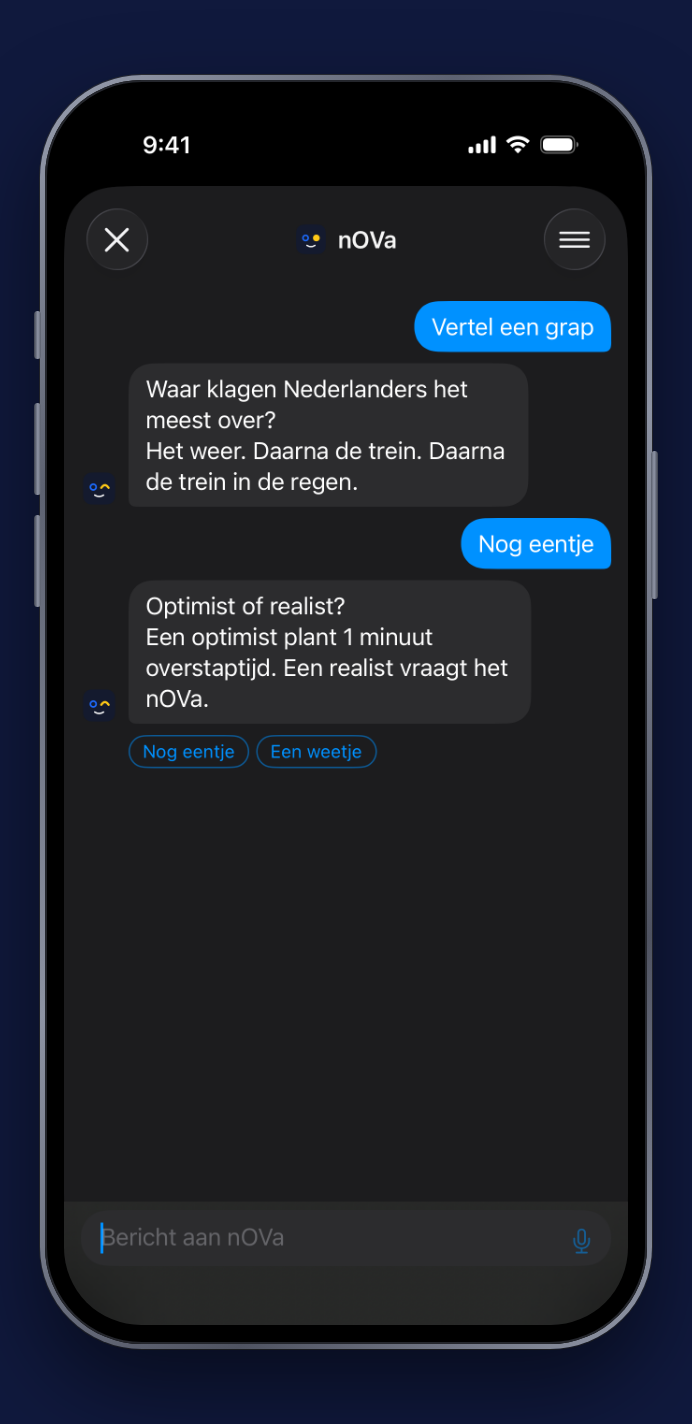 9:41
nOVa
Vertel een grap
Waar klagen Nederlanders het
meest over?
Het weer. Daarna de trein. Daarna
de trein in de regen.
Nog eentje
Optimist of realist?
Een optimist plant 1 minuut
overstaptijd. Een realist vraagt het
nOVa.
Nog eentje
Een weetje
Bericht aan nOVa